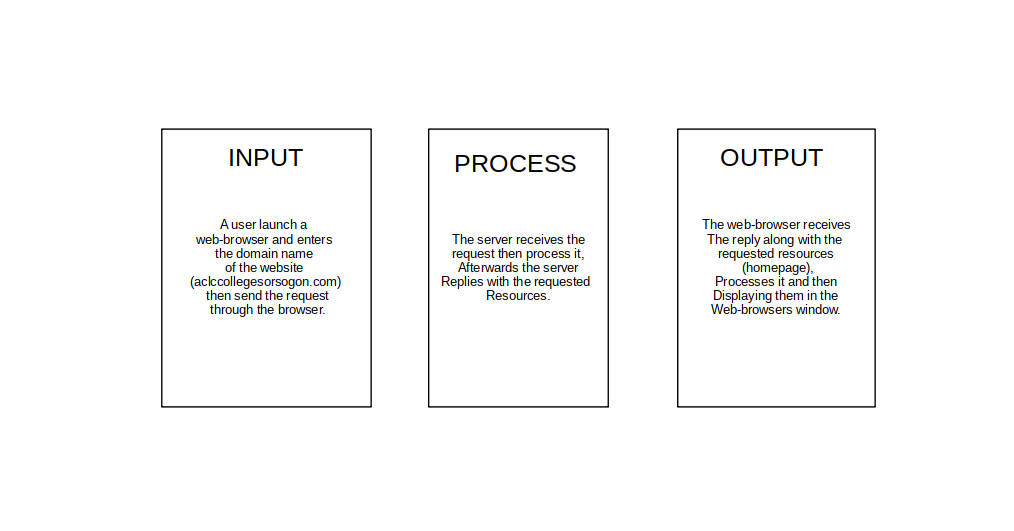 INPUT
A user launch a
web-browser and enters
the domain name
of the website
(aclccollegesorsogon.com)
then send the request
through the browser.
PROCESS
The server receives the
request then process it,
Afterwards the server
Replies with the requested
Resources.
OUTPUT
The web-browser receives
The reply along with the
requested resources
(homepage),
Processes it and then
Displaying them in the
Web-browsers window.